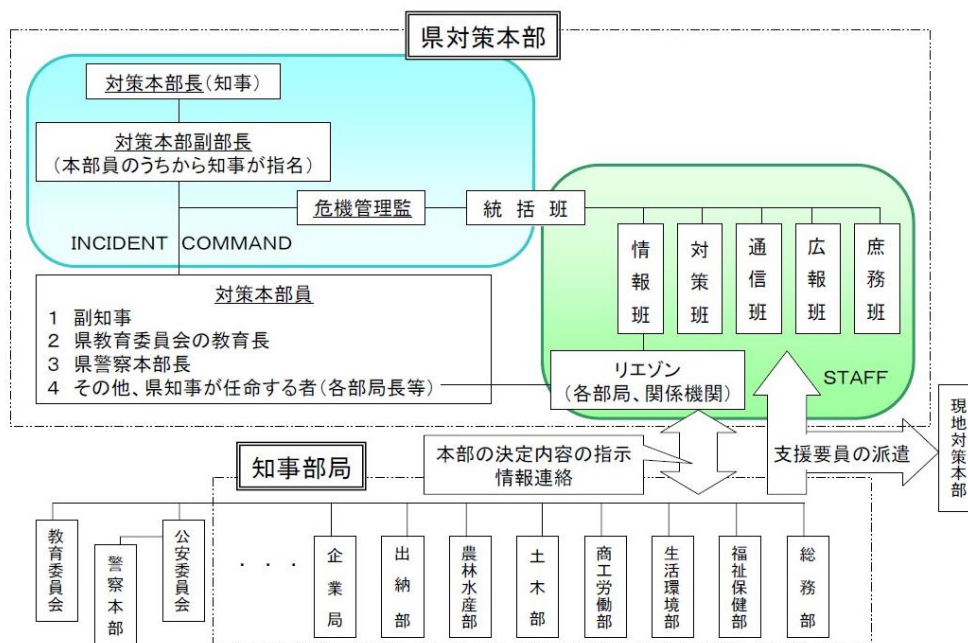 県対策本部
対策本部長(知事)
対策本部副部長
(本部員のうちから知事が指名)
危機管理監
統括班
INCIDENT COMMAND
情報班
対策班
通信班
広報班
庶務班
対策本部員
1 副知事
2 県教育委員会の教育長
3 県警察本部長
4 その他、県知事が任命する者(各部局長等)
リエゾン
(各部局、関係機関)
STAFF
現地対策本部
知事部局
本部の決定内容の指示
情報連絡
支援要員の派遣
教育委員会
警察本部
公安委員会
・・・
企業局
出納部
農林水産部
土木部
商工労働部
生活環境部
福祉保健部
総務部